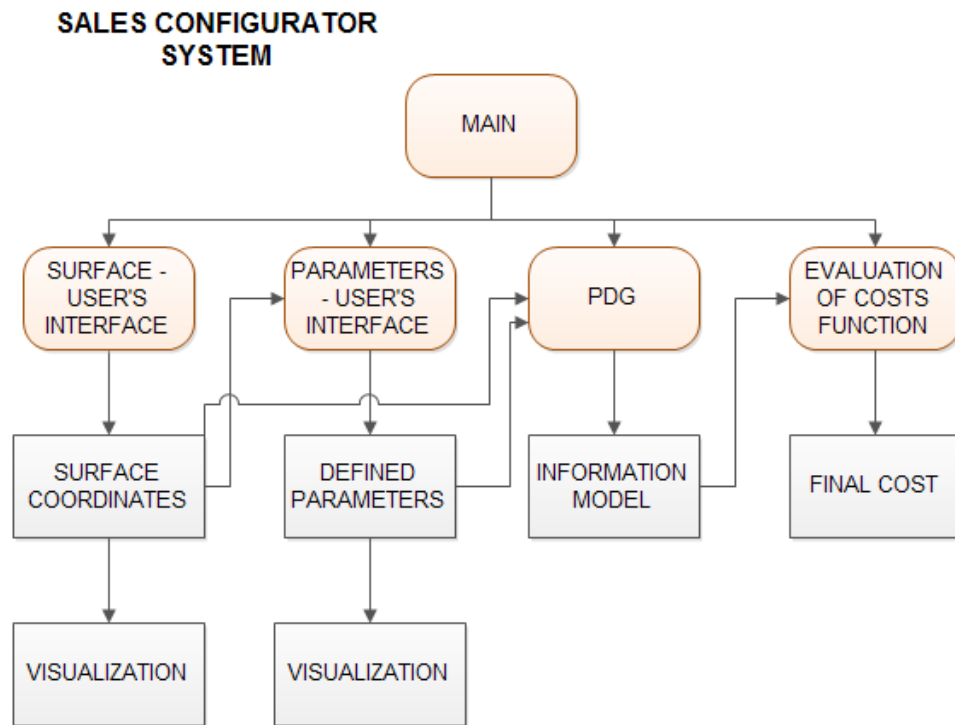 SALES CONFIGURATOR
SYSTEM
MAIN
SURFACE -
USER'S
INTERFACE
PARAMETERS
- USER'S
INTERFACE
PDG
EVALUATION
OF COSTS
FUNCTION
SURFACE
COORDINATES
DEFINED
PARAMETERS
INFORMATION
MODEL
FINAL COST
VISUALIZATION
VISUALIZATION